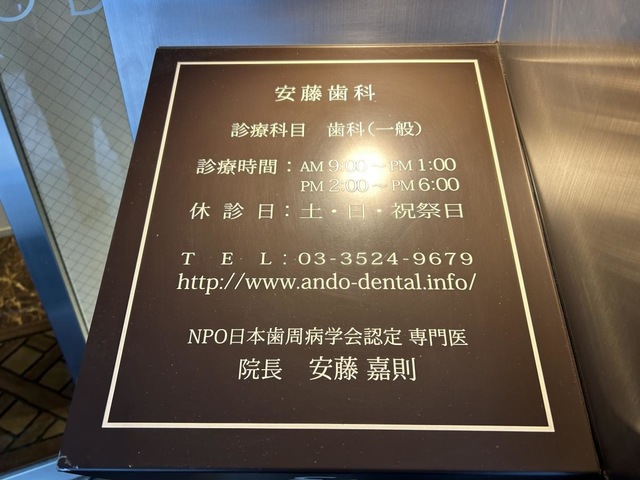 安藤歯科
診療科目　歯科（一般）
診療時間：AM 9:00～PM 1:00
PM 2:00～PM 6:00
休診日：土・日・祝祭日
TEL：03-3524-9679
http://www.ando-dental.info/
NPO日本歯周病学会認定 専門医
院長　安藤 嘉則